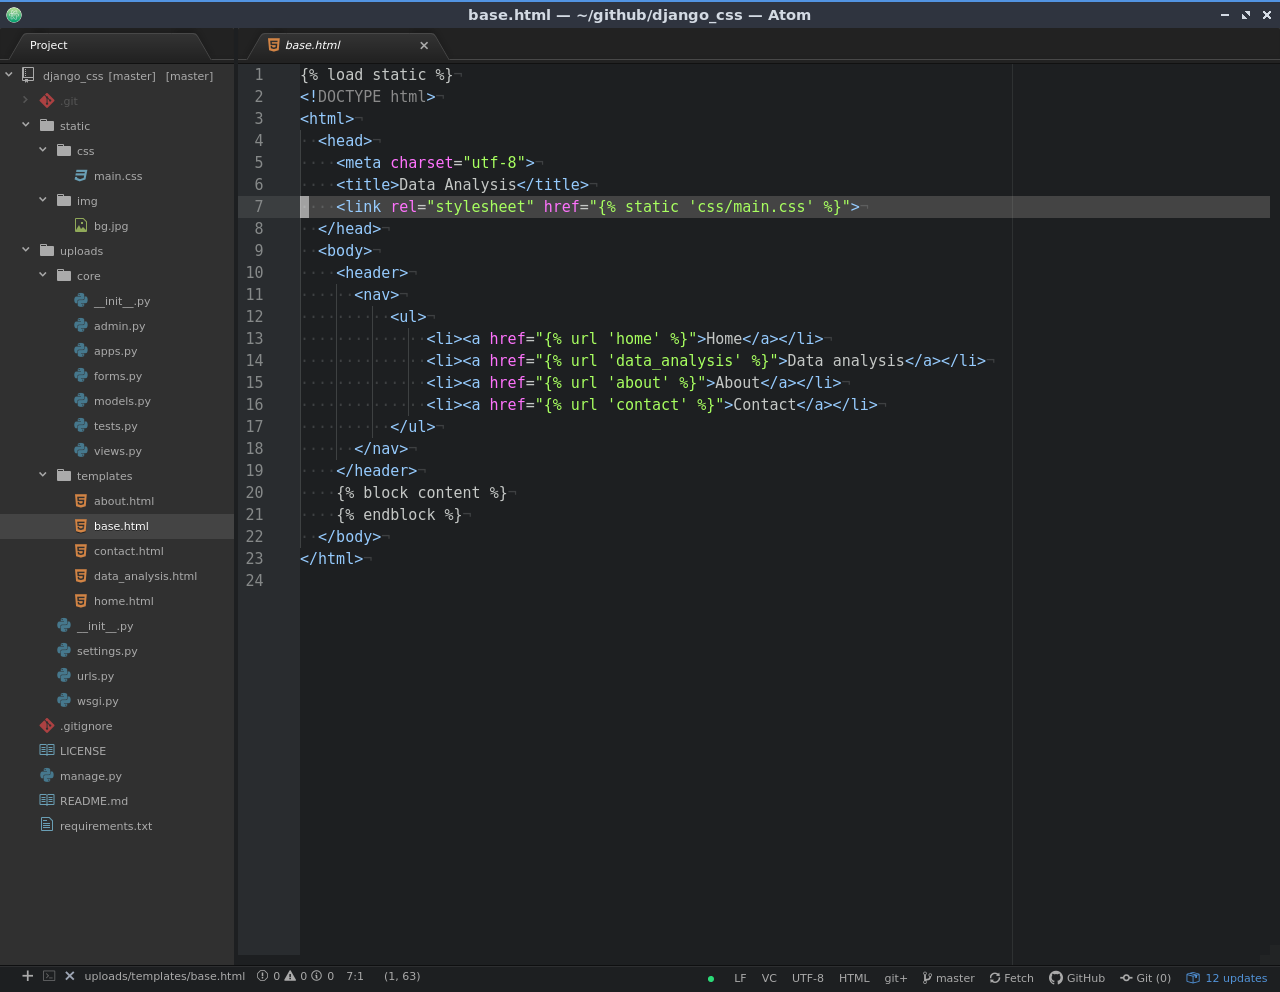 base.html — ~/github/django_css — Atom
Project
base.html
django_css [master] [master]
.git
static
css
main.css
img
bg.jpg
uploads
core
__init__.py
admin.py
apps.py
forms.py
models.py
tests.py
views.py
templates
about.html
base.html
contact.html
data_analysis.html
home.html
__init__.py
settings.py
urls.py
wsgi.py
.gitignore
LICENSE
manage.py
README.md
requirements.txt
1 {% load static %}¬
2 <!DOCTYPE html>¬
3 <html>¬
4 ··<head>¬
5 ····<meta charset="utf-8">¬
6 ····<title>Data Analysis</title>¬
7 ····<link rel="stylesheet" href="{% static 'css/main.css' %}">¬
8 ··</head>¬
9 ··<body>¬
10 ····<header>¬
11 ······<nav>¬
12 ··········<ul>¬
13 ··············<li><a href="{% url 'home' %}">Home</a></li>¬
14 ··············<li><a href="{% url 'data_analysis' %}">Data analysis</a></li>¬
15 ··············<li><a href="{% url 'about' %}">About</a></li>¬
16 ··············<li><a href="{% url 'contact' %}">Contact</a></li>¬
17 ··········</ul>¬
18 ······</nav>¬
19 ····</header>¬
20 ····{% block content %}¬
21 ····{% endblock %}¬
22 ··</body>¬
23 </html>¬
24
uploads/templates/base.html 0 0 0 7:1 (1, 63) LF VC UTF-8 HTML git+ master Fetch GitHub Git (0) 12 updates